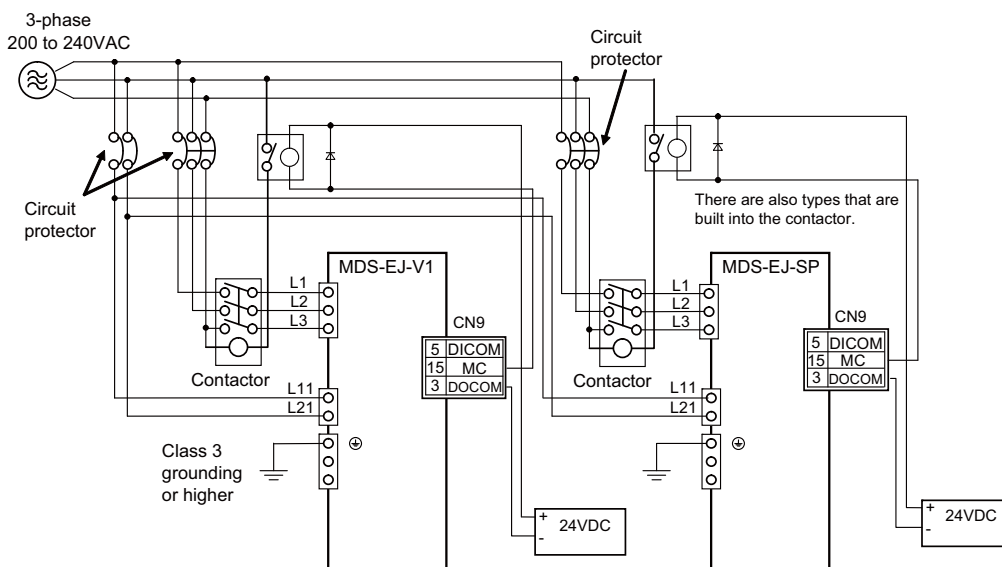 3-phase
200 to 240VAC
Circuit
protector
Circuit
protector
There are also types that are
built into the contactor.
MDS-EJ-V1
L1
L2
L3
CN9
5 DICOM
15 MC
3 DOCOM
Contactor
L11
L21
Class 3
grounding
or higher
+
-
24VDC
MDS-EJ-SP
L1
L2
L3
CN9
5 DICOM
15 MC
3 DOCOM
Contactor
L11
L21
+
-
24VDC